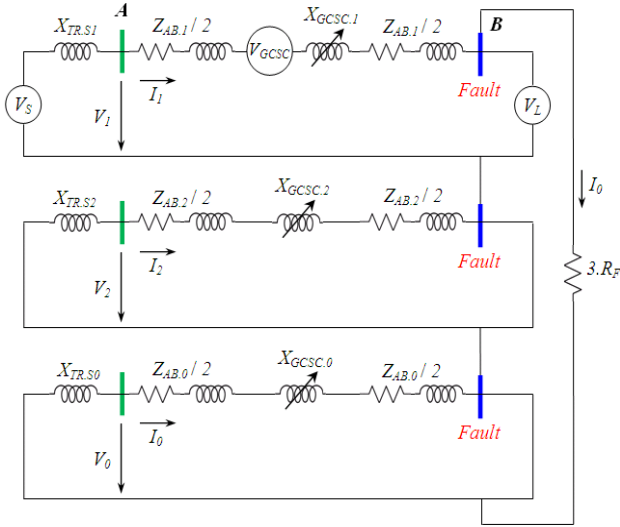 A
B
X_TR.S1 Z_AB.1 / 2 X_GCSC.1 Z_AB.1 / 2
V_S V_GCSC V_L
I_1
V_1
Fault
X_TR.S2 Z_AB.2 / 2 X_GCSC.2 Z_AB.2 / 2
I_0
I_2
V_2
Fault
3.R_F
X_TR.S0 Z_AB.0 / 2 X_GCSC.0 Z_AB.0 / 2
I_0
V_0
Fault